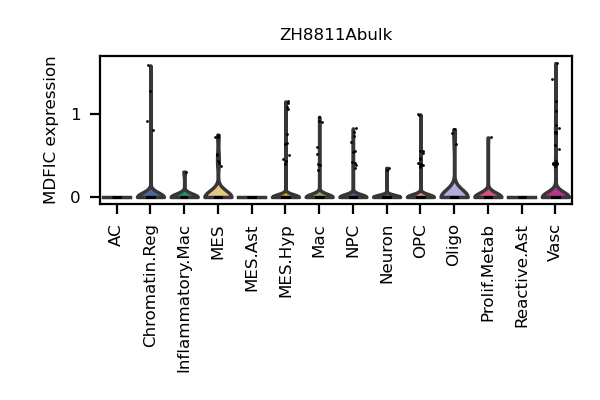 ZH8811Abulk
MDFIC expression
1
0
AC
Chromatin.Reg
Inflammatory.Mac
MES
MES.Ast
MES.Hyp
Mac
NPC
Neuron
OPC
Oligo
Prolif.Metab
Reactive.Ast
Vasc